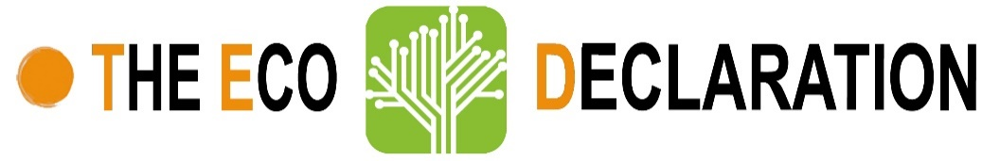 THE ECO DECLARATION